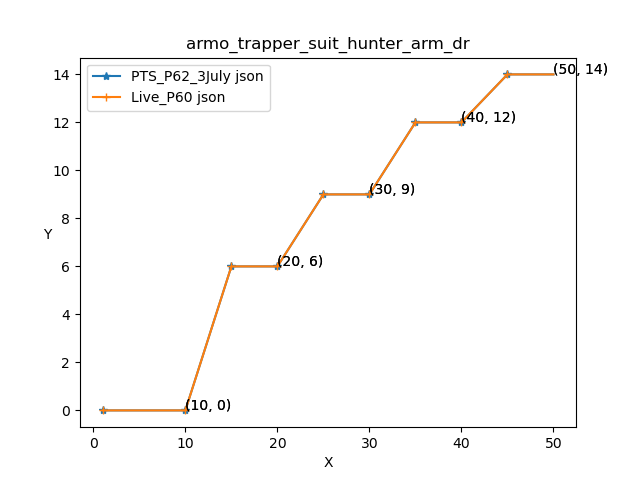 armo_trapper_suit_hunter_arm_dr
PTS_P62_3July json
Live_P60 json
14
12
10
8
6
4
2
0
Y
(50, 14)
(40, 12)
(30, 9)
(20, 6)
(10, 0)
0 10 20 30 40 50
X